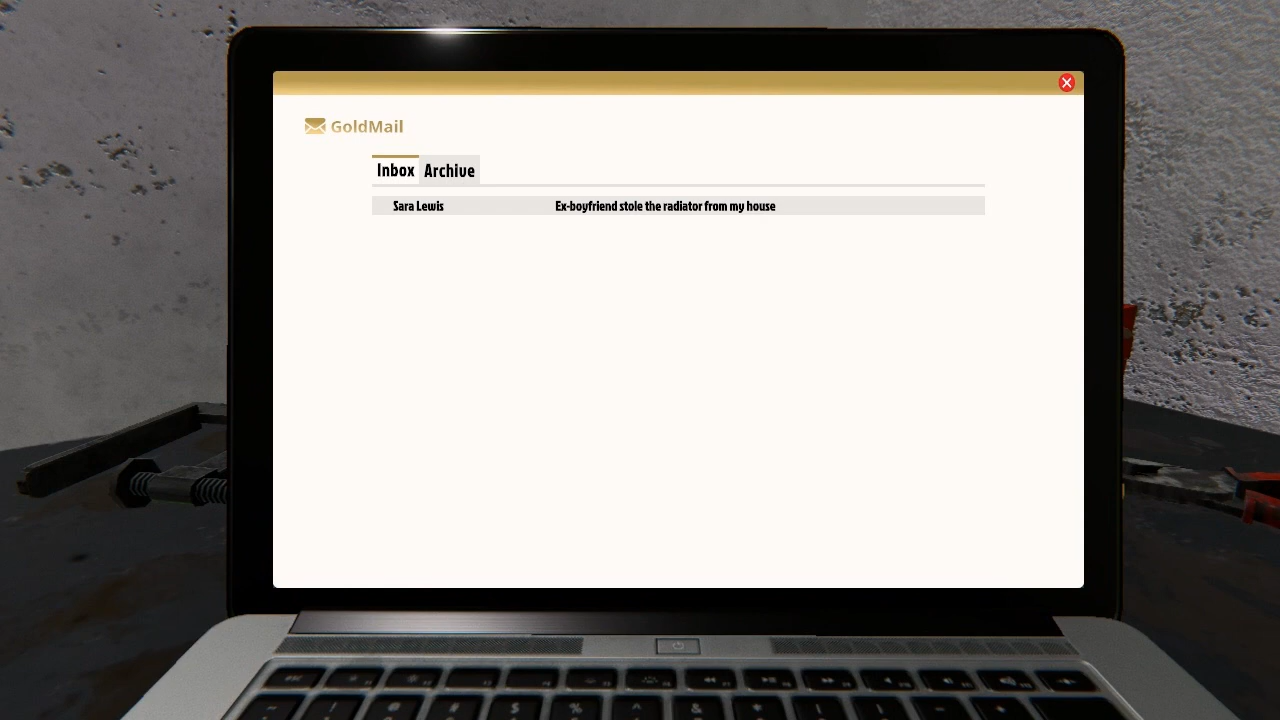 GoldMail
Inbox Archive
Sara Lewis Ex-boyfriend stole the radiator from my house